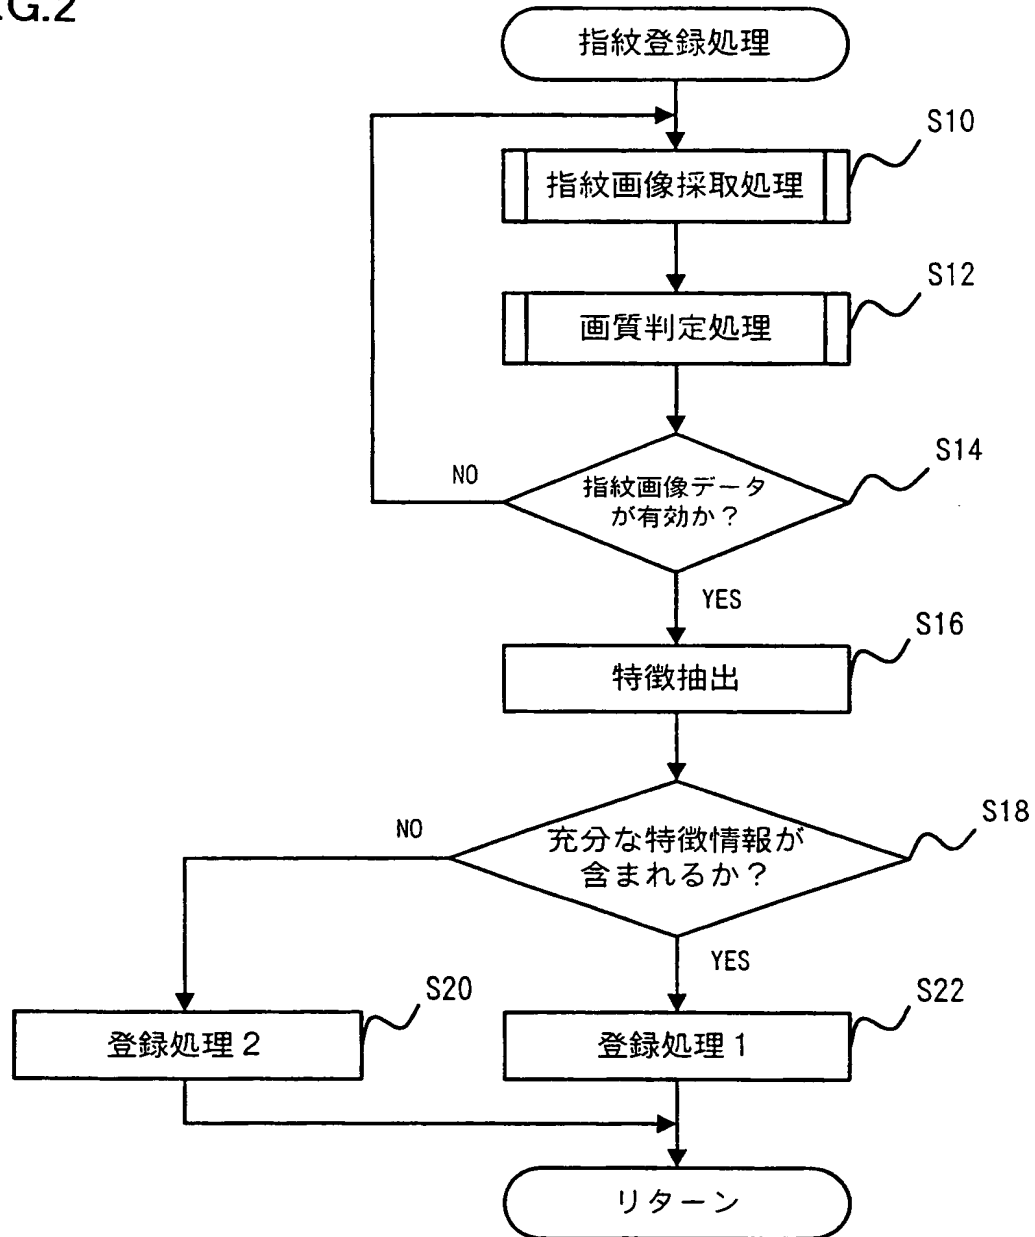 G.2
指紋登録処理
S10
指紋画像採取処理
S12
画質判定処理
S14
NO
指紋画像データ
が有効か？
YES
S16
特徴抽出
S18
NO
充分な特徴情報が
含まれるか？
YES
S20
S22
登録処理２
登録処理１
リターン